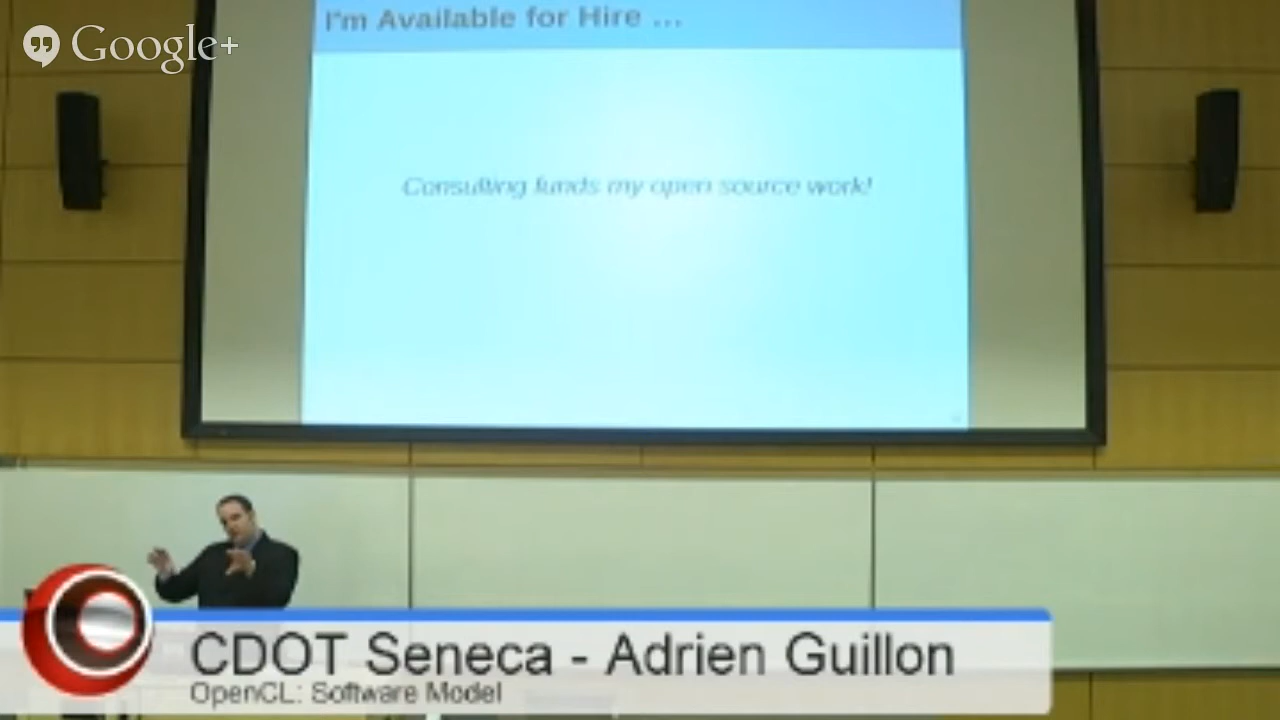 Google+
I'm Available for Hire ...
Consulting funds my open source work!
CDOT Seneca - Adrien Guillon
OpenCL: Software Model